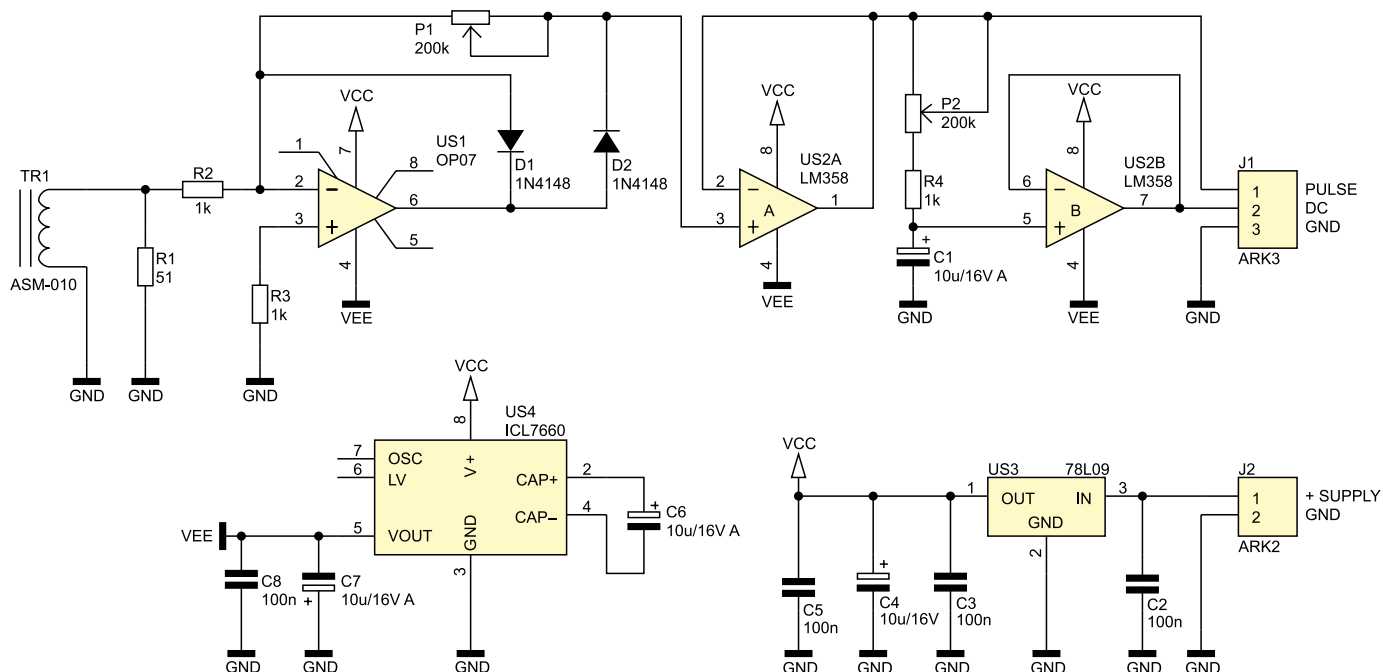 P1
200k
VCC
US1
OP07
1
7
8
2
6
3
5
4
VEE
D1
1N4148
D2
1N4148
TR1
ASM-010
R2
1k
R1
51
R3
1k
GND
GND
GND
VCC
8
US2A
LM358
2
A
1
3
4
VEE
P2
200k
R4
1k
+
C1
10u/16V A
GND
VCC
8
US2B
LM358
6
B
7
5
4
VEE
J1
1
2
3
PULSE
DC
GND
ARK3
GND
VCC
8
US4
ICL7660
7
OSC
6
LV
V+
CAP+
2
CAP–
4
+
C6
10u/16V A
VEE
5
VOUT
GND
3
C8
100n
C7
10u/16V A
+
GND
GND
GND
VCC
1
US3
78L09
OUT
IN
GND
3
2
J2
1
2
+ SUPPLY
GND
ARK2
C5
100n
+
C4
10u/16V
C3
100n
C2
100n
GND
GND
GND
GND
GND
GND